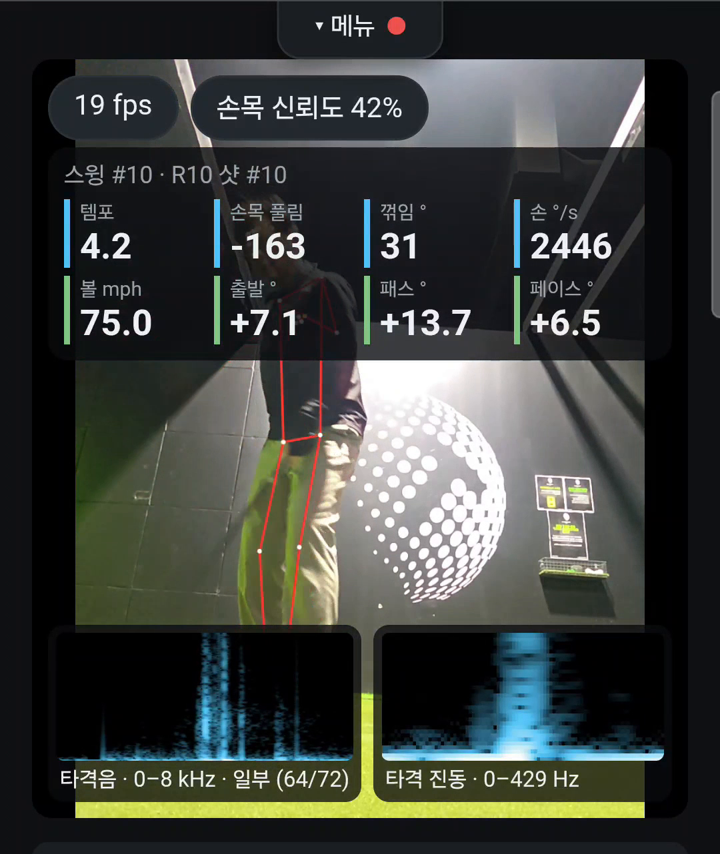 ▼ 메뉴
19 fps
손목 신뢰도 42%
스윙 #10 · R10 샷 #10
템포 손목 풀림 꺾임 ° 손 °/s
4.2 -163 31 2446
볼 mph 출발 ° 패스 ° 페이스 °
75.0 +7.1 +13.7 +6.5
타격음 · 0–8 kHz · 일부 (64/72)
타격 진동 · 0–429 Hz